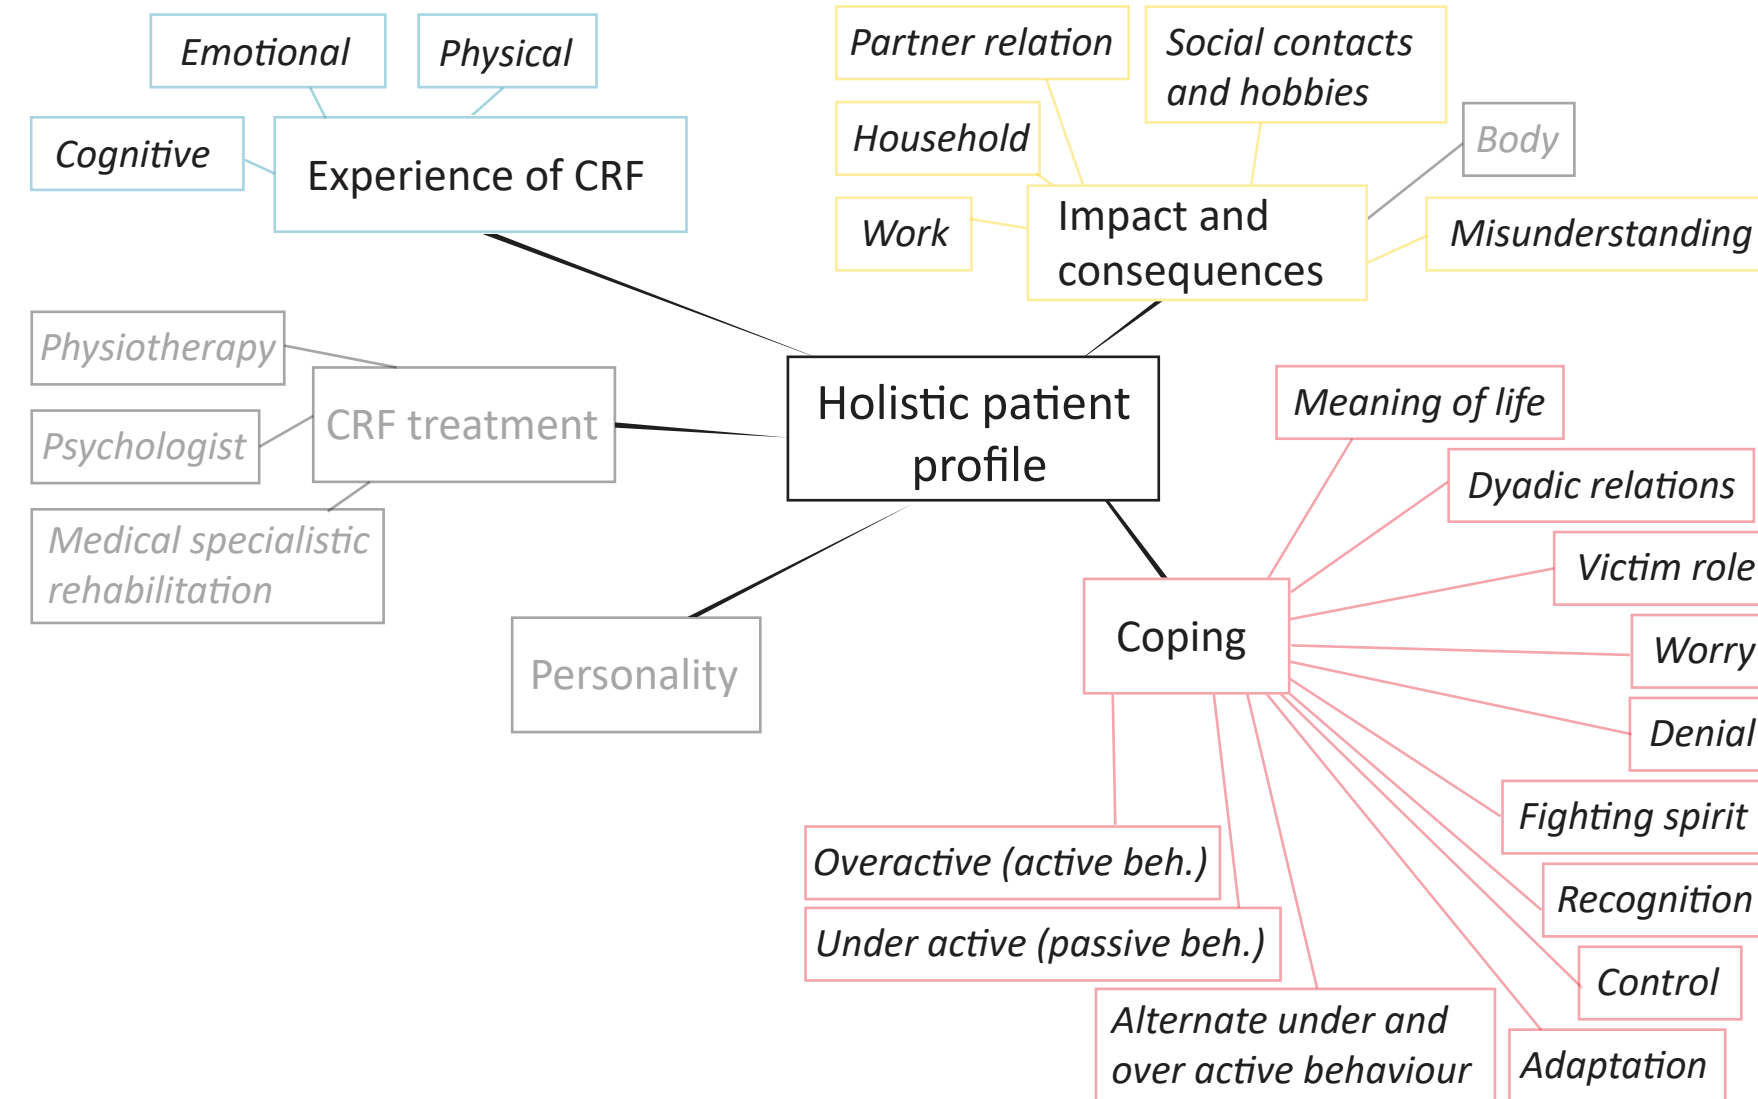 Emotional
Physical
Cognitive
Experience of CRF
Partner relation
Social contacts
and hobbies
Household
Body
Work
Impact and
consequences
Misunderstanding
Physiotherapy
Psychologist
CRF treatment
Medical specialistic
rehabilitation
Holistic patient
profile
Personality
Meaning of life
Dyadic relations
Victim role
Coping
Worry
Denial
Fighting spirit
Overactive (active beh.)
Recognition
Under active (passive beh.)
Control
Alternate under and
over active behaviour
Adaptation